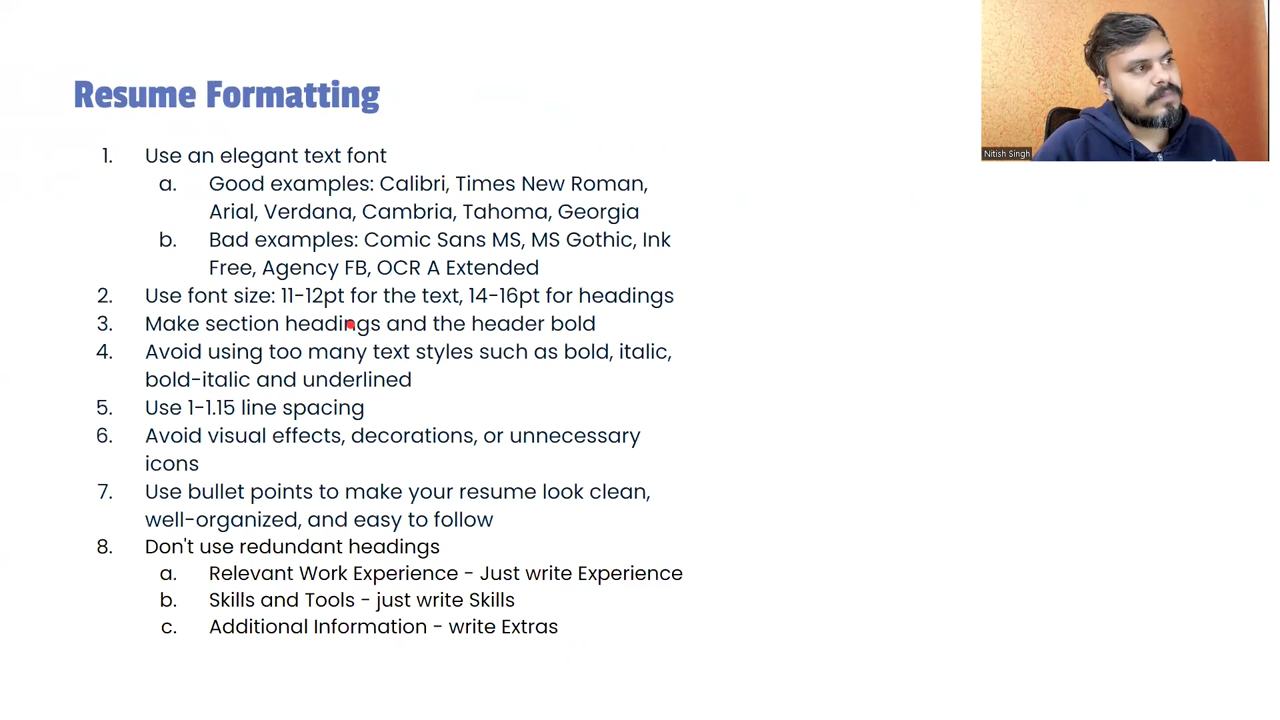 Resume Formatting
Nitish Singh
1. Use an elegant text font
a. Good examples: Calibri, Times New Roman,
Arial, Verdana, Cambria, Tahoma, Georgia
b. Bad examples: Comic Sans MS, MS Gothic, Ink
Free, Agency FB, OCR A Extended
2. Use font size: 11-12pt for the text, 14-16pt for headings
3. Make section headings and the header bold
4. Avoid using too many text styles such as bold, italic,
bold-italic and underlined
5. Use 1-1.15 line spacing
6. Avoid visual effects, decorations, or unnecessary
icons
7. Use bullet points to make your resume look clean,
well-organized, and easy to follow
8. Don't use redundant headings
a. Relevant Work Experience - Just write Experience
b. Skills and Tools - just write Skills
c. Additional Information - write Extras